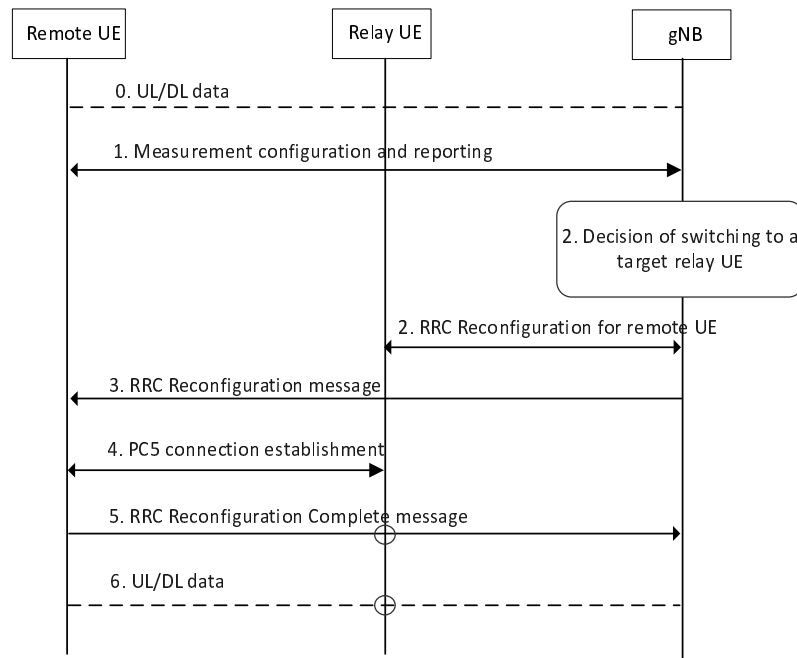 Remote UE
Relay UE
gNB
0. UL/DL data
1. Measurement configuration and reporting
2. Decision of switching to a
target relay UE
2. RRC Reconfiguration for remote UE
3. RRC Reconfiguration message
4. PC5 connection establishment
5. RRC Reconfiguration Complete message
6. UL/DL data